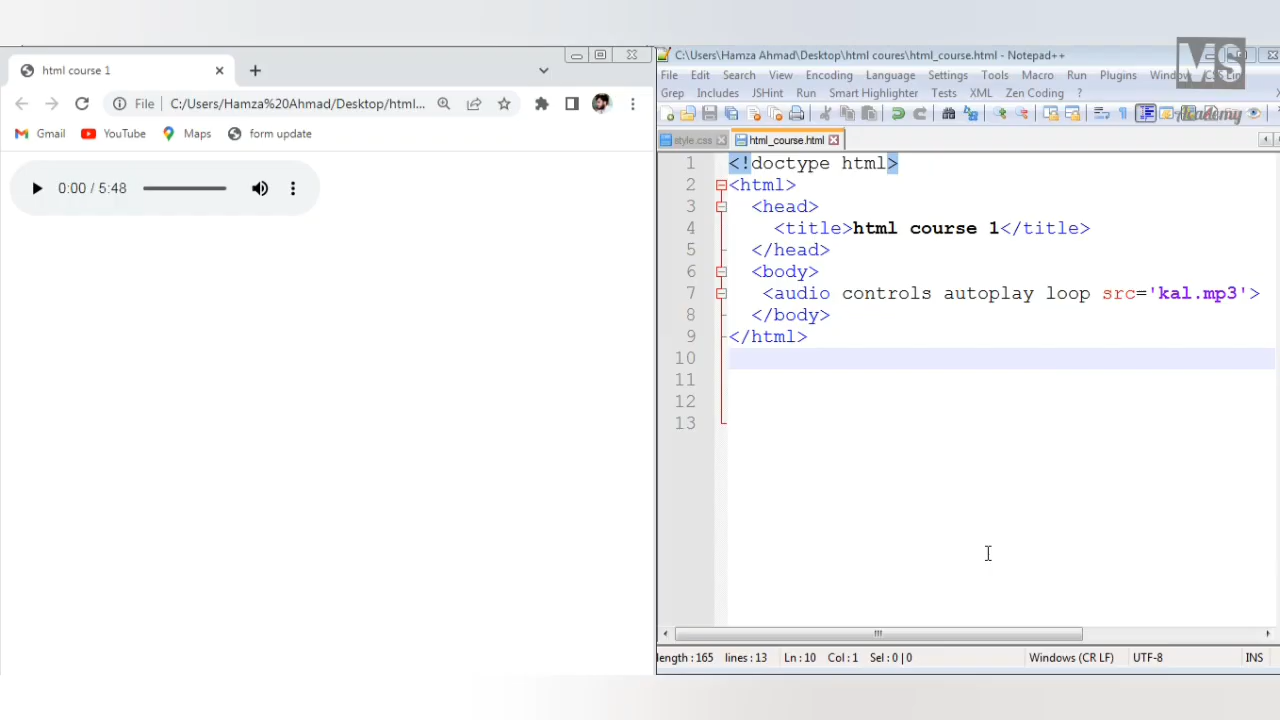 html course 1
File
C:/Users/Hamza%20Ahmad/Desktop/html...
Gmail
YouTube
Maps
form update
0:00 / 5:48
C:\Users\Hamza Ahmad\Desktop\html coures\html_course.html - Notepad++
MS
Academy
File Edit Search View Encoding Language Settings Tools Macro Run Plugins
Grep Includes JSHint Run Smart Highlighter Tests XML Zen Coding ?
style.css
html_course.html
1 <!doctype html>
2 <html>
3 <head>
4 <title>html course 1</title>
5 </head>
6 <body>
7 <audio controls autoplay loop src='kal.mp3'>
8 </body>
9 </html>
10
11
12
13
length : 165 lines : 13 Ln : 10 Col : 1 Sel : 0 | 0 Windows (CR LF) UTF-8 INS